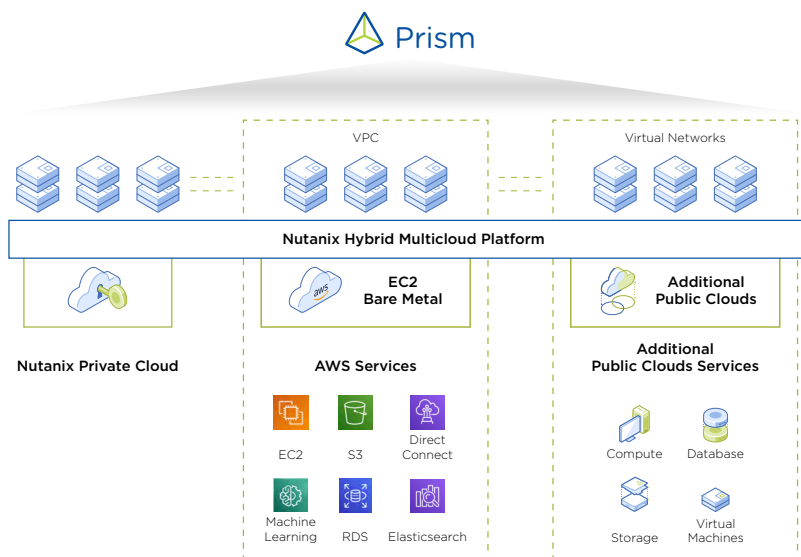 Prism
VPC
Virtual Networks
Nutanix Hybrid Multicloud Platform
aws
EC2
Bare Metal
Additional
Public Clouds
Nutanix Private Cloud
AWS Services
Additional
Public Clouds Services
EC2
S3
Direct
Connect
Compute
Database
Machine
Learning
RDS
Elasticsearch
Storage
Virtual
Machines